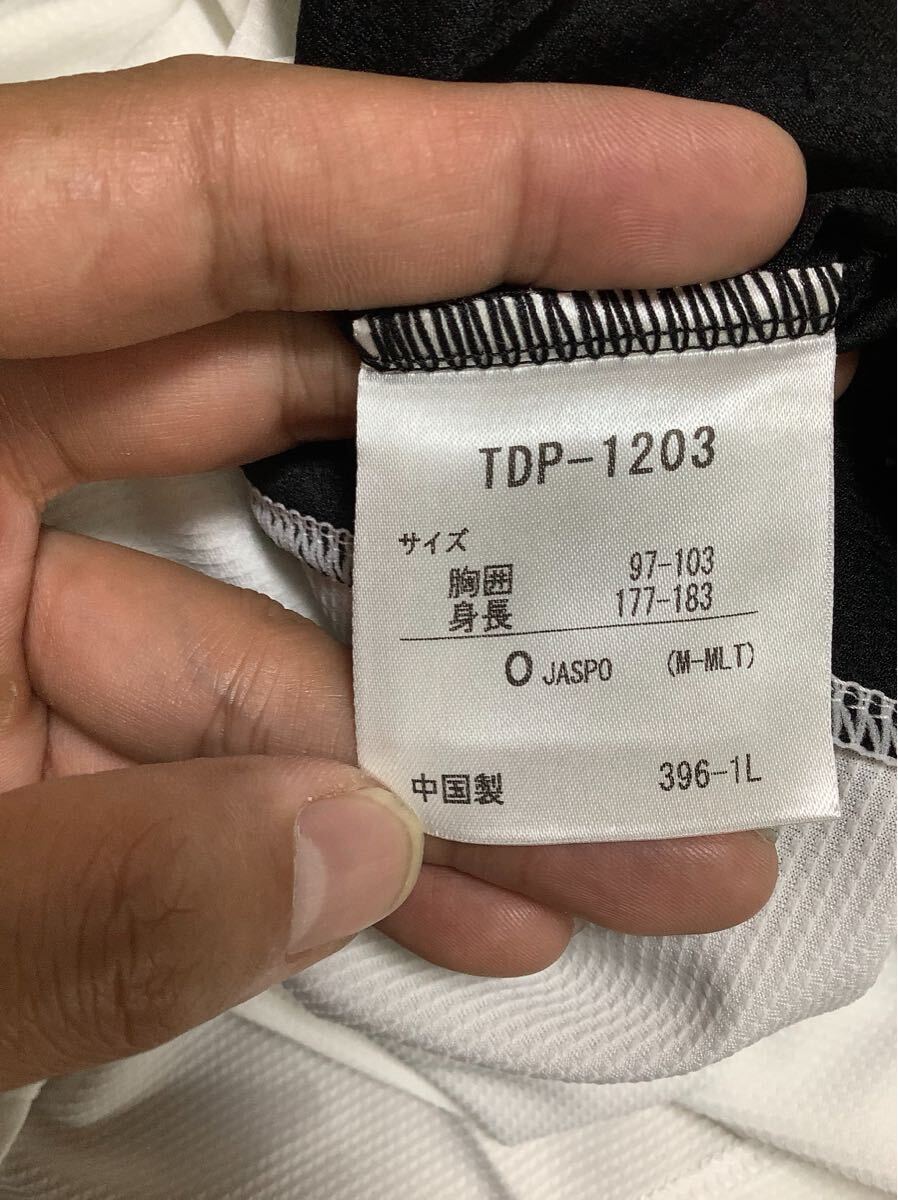 TDP-1203
サイズ
胸囲 97-103
身長 177-183
O JASPO (M-MLT)
中国製 396-1L